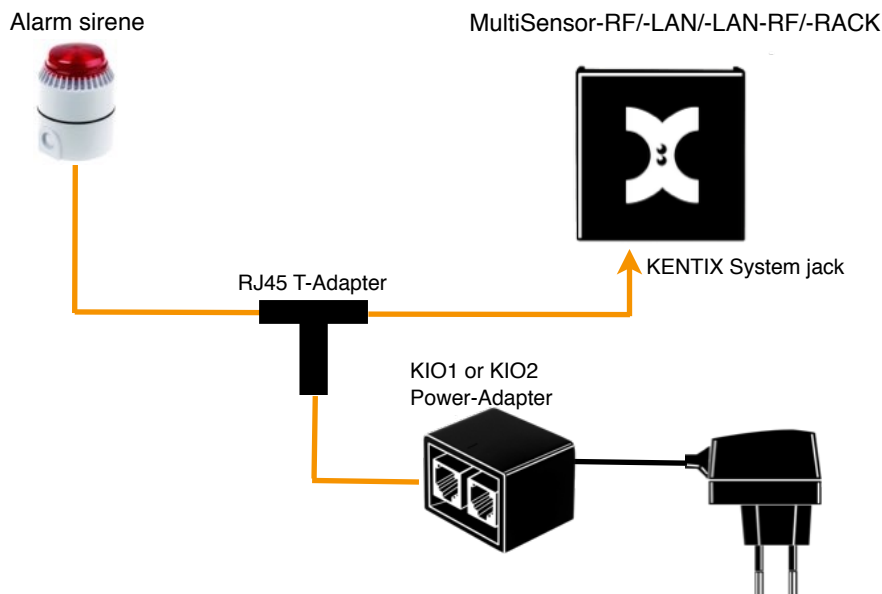 Alarm sirene
MultiSensor-RF/-LAN/-LAN-RF/-RACK
KENTIX System jack
RJ45 T-Adapter
KIO1 or KIO2
Power-Adapter